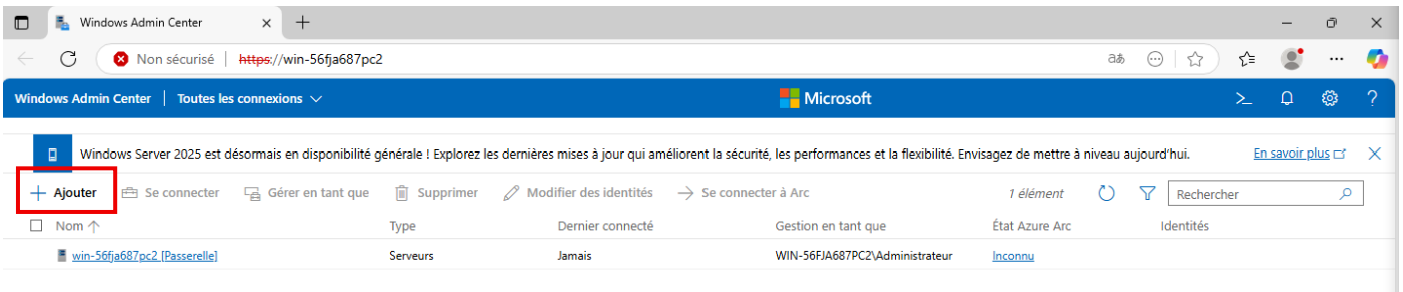 Windows Admin Center
Non sécurisé | https://win-56fja687pc2
Windows Admin Center | Toutes les connexions Microsoft
Windows Server 2025 est désormais en disponibilité générale ! Explorez les dernières mises à jour qui améliorent la sécurité, les performances et la flexibilité. Envisagez de mettre à niveau aujourd'hui. En savoir plus
Ajouter Se connecter Gérer en tant que Supprimer Modifier des identités Se connecter à Arc 1 élément Rechercher
Nom Type Dernier connecté Gestion en tant que État Azure Arc Identités
win-56fja687pc2 [Passerelle] Serveurs Jamais WIN-56FJA687PC2\Administrateur Inconnu